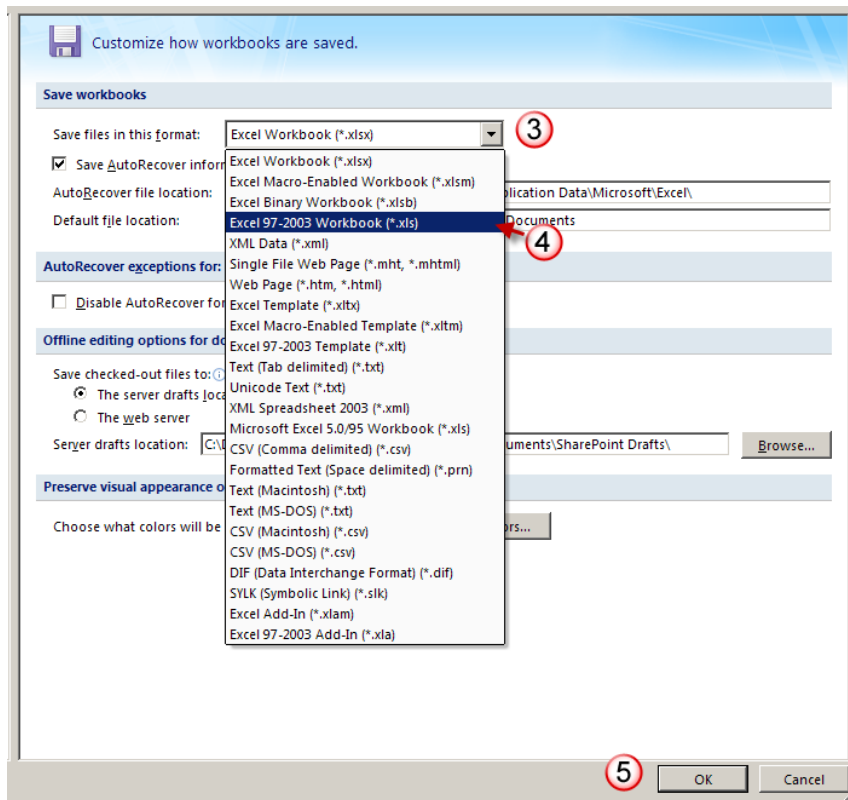 Customize how workbooks are saved.
Save workbooks
Save files in this format: Excel Workbook (*.xlsx) 3
Save AutoRecover inforn
Excel Workbook (*.xlsx)
Excel Macro-Enabled Workbook (*.xlsm)
AutoRecover file location: plication Data\Microsoft\Excel\
Excel Binary Workbook (*.xlsb)
Default file location: Documents
Excel 97-2003 Workbook (*.xls)
4
XML Data (*.xml)
AutoRecover exceptions for:
Single File Web Page (*.mht, *.mhtml)
Web Page (*.htm, *.html)
Disable AutoRecover for
Excel Template (*.xltx)
Excel Macro-Enabled Template (*.xltm)
Offline editing options for do
Excel 97-2003 Template (*.xlt)
Text (Tab delimited) (*.txt)
Save checked-out files to:
Unicode Text (*.txt)
The server drafts loca
XML Spreadsheet 2003 (*.xml)
The web server
Microsoft Excel 5.0/95 Workbook (*.xls)
Server drafts location: C:\D uments\SharePoint Drafts\ Browse...
CSV (Comma delimited) (*.csv)
Formatted Text (Space delimited) (*.prn)
Preserve visual appearance o
Text (Macintosh) (*.txt)
Text (MS-DOS) (*.txt)
Choose what colors will be ors...
CSV (Macintosh) (*.csv)
CSV (MS-DOS) (*.csv)
DIF (Data Interchange Format) (*.dif)
SYLK (Symbolic Link) (*.slk)
Excel Add-In (*.xlam)
Excel 97-2003 Add-In (*.xla)
5 OK Cancel